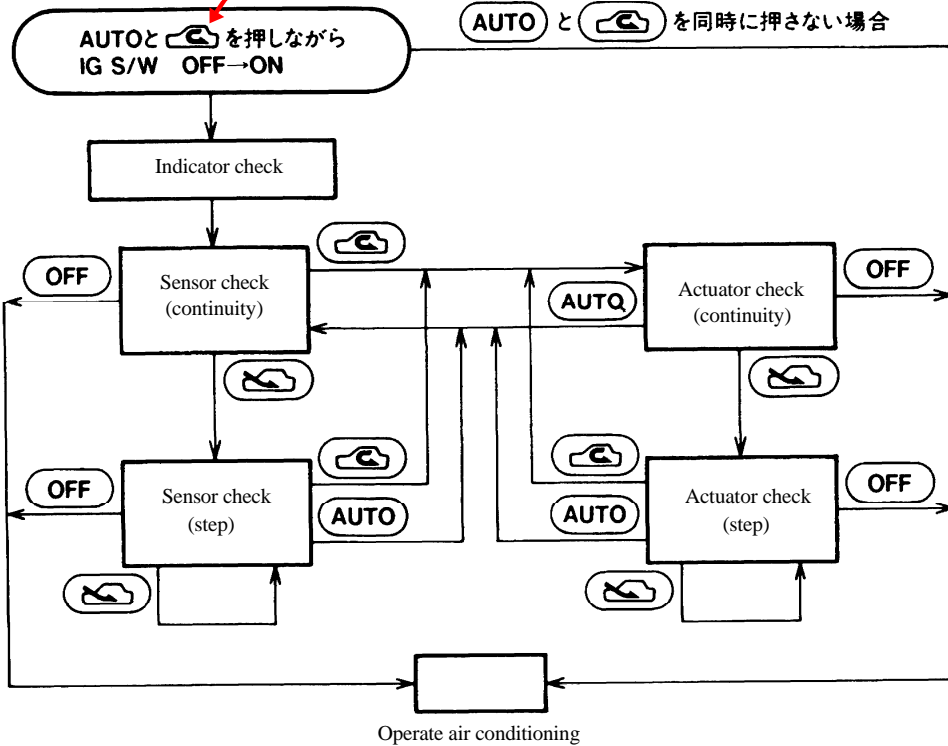 AUTO と を同時に押さない場合
AUTOと を押しながら
IG S/W OFF→ON
Indicator check
OFF
Sensor check
(continuity)
AUTO
Actuator check
(continuity)
OFF
OFF
Sensor check
(step)
AUTO
AUTO
Actuator check
(step)
OFF
Operate air conditioning